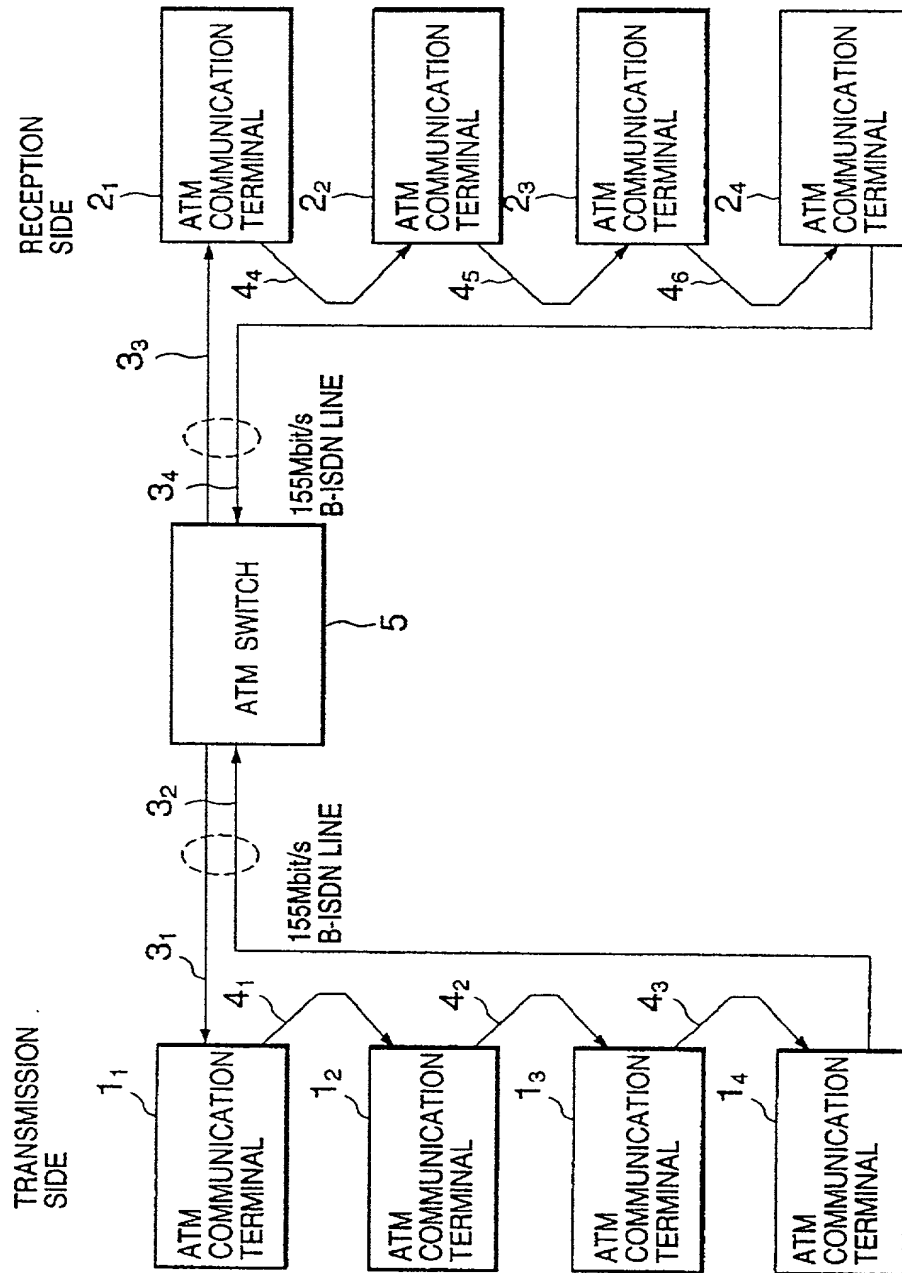 TRANSMISSION
SIDE
RECEPTION
SIDE
1₁
ATM
COMMUNICATION
TERMINAL
4₁
1₂
ATM
COMMUNICATION
TERMINAL
4₂
1₃
ATM
COMMUNICATION
TERMINAL
4₃
1₄
ATM
COMMUNICATION
TERMINAL
3₁
3₂
155Mbit/s
B-ISDN LINE
ATM SWITCH
5
3₃
3₄
155Mbit/s
B-ISDN LINE
2₁
ATM
COMMUNICATION
TERMINAL
4₄
2₂
ATM
COMMUNICATION
TERMINAL
4₅
2₃
ATM
COMMUNICATION
TERMINAL
4₆
2₄
ATM
COMMUNICATION
TERMINAL